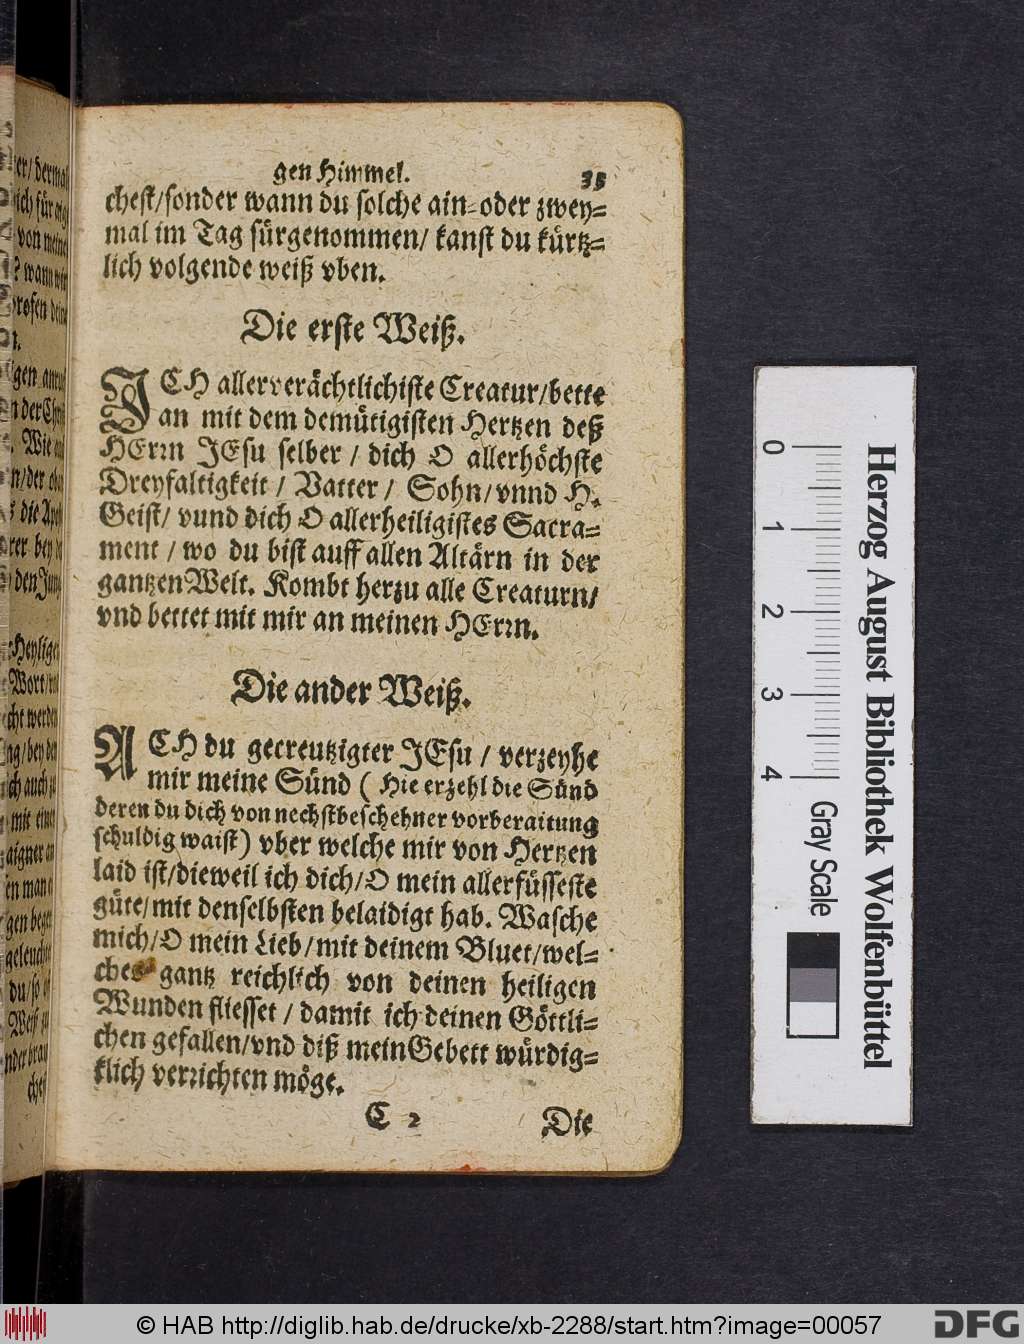 gen Himmel. 35
chest/sonder wann du solche ain-oder zwey=
mal im Tag fürgenommen/ kanst du kürtz=
lich volgende weiß vben.
Die erste Weiß.
ICH allerverächtlichiste Creatur/bette
an mit dem demütigisten Hertzen deß
HErrn JEsu selber / dich O allerhöchste
Dreyfaltigkeit / Vatter / Sohn/vnnd H.
Geist/ vund dich O allerheiligistes Sacra=
ment / wo du bist auff allen Altärn in der
gantzen Welt. Kombt herzu alle Creaturn/
vnd bettet mit mir an meinen HErrn.
Die ander Weiß.
ACH du gecreutzigter JEsu / verzeyhe
mir meine Sünd ( Hie erzehl die Sünd
deren du dich von nechstbeschehner vorberaitung
schuldig waist) vber welche mir von Hertzen
laid ist/dieweil ich dich/O mein allerfüsseste
güte/mit denselbsten belaidigt hab. Wasche
mich/O mein Lieb/mit deinem Bluet/wel=
ches gantz reichlich von deinen heiligen
Wunden fliesset / damit ich deinen Göttli=
chen gefallen/vnd diß mein Gebett würdig=
klich verrichten möge.
C 2 Die
0 1 2 3 4
Gray Scale
Herzog August Bibliothek Wolfenbüttel
© HAB http://diglib.hab.de/drucke/xb-2288/start.htm?image=00057
DFG